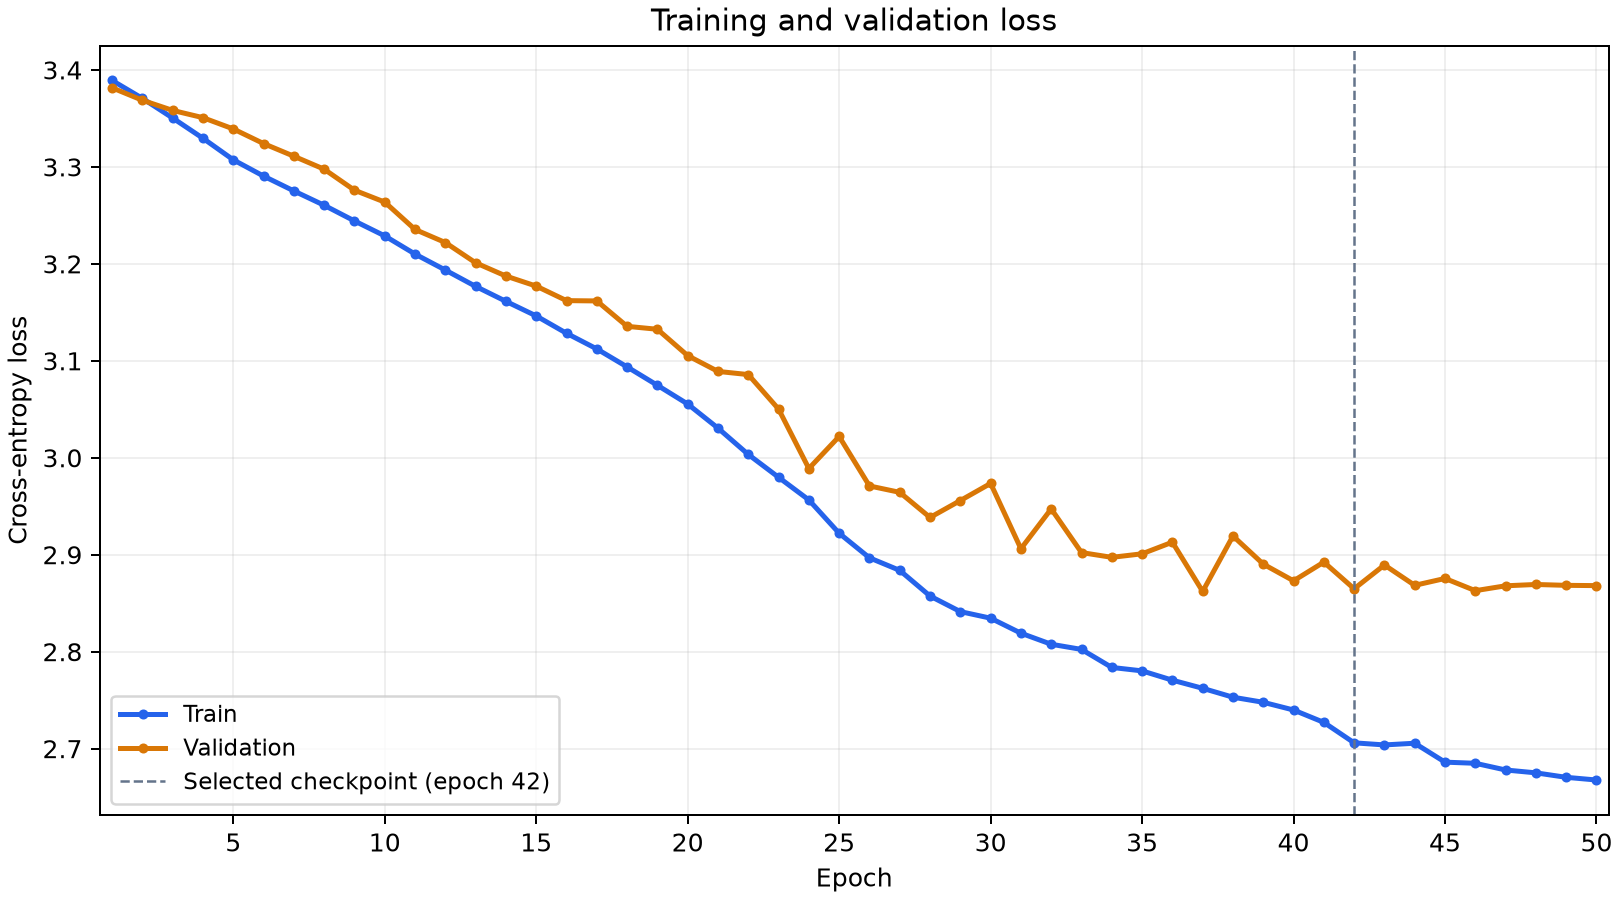 Training and validation loss
Cross-entropy loss
3.4
3.3
3.2
3.1
3.0
2.9
2.8
2.7
Train
Validation
Selected checkpoint (epoch 42)
5 10 15 20 25 30 35 40 45 50
Epoch